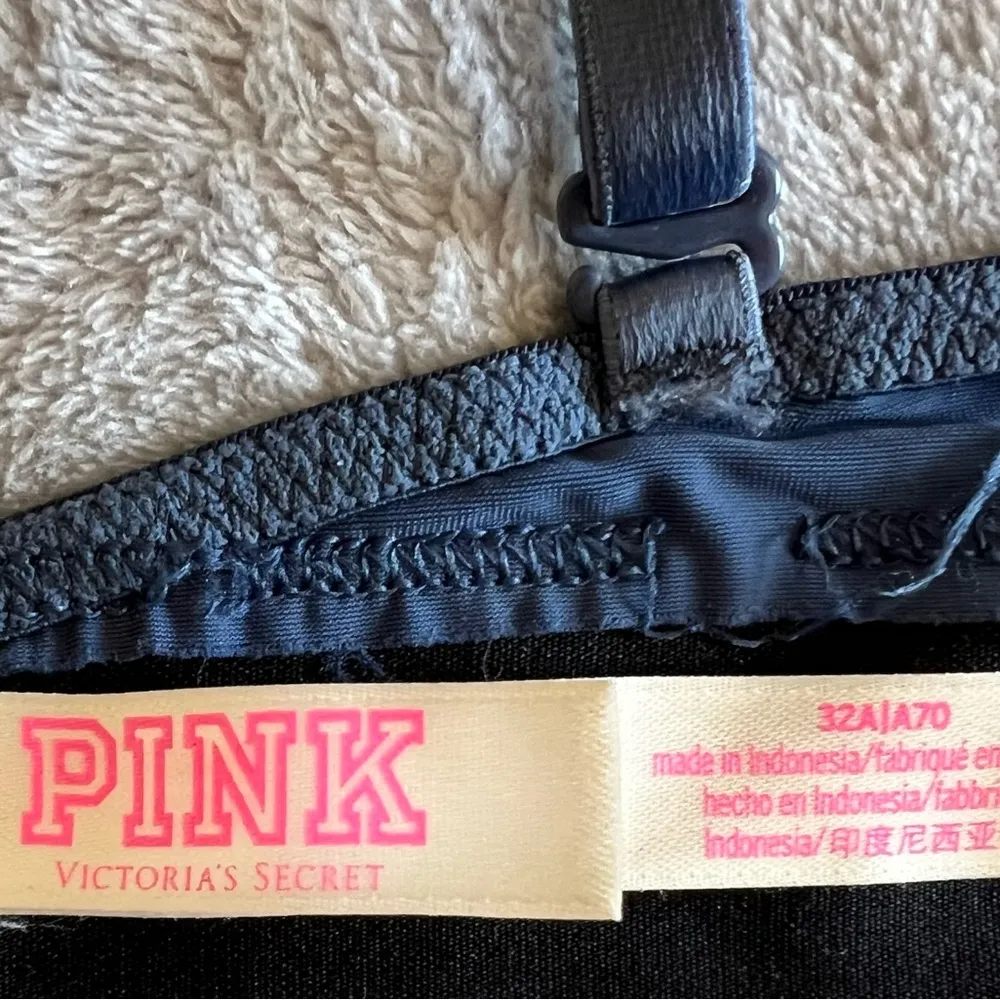 PINK
VICTORIA'S SECRET
32A|A70
made in Indonesia/fabriqué en
hecho en Indonesia/fabbri
Indonesia/印度尼西亚